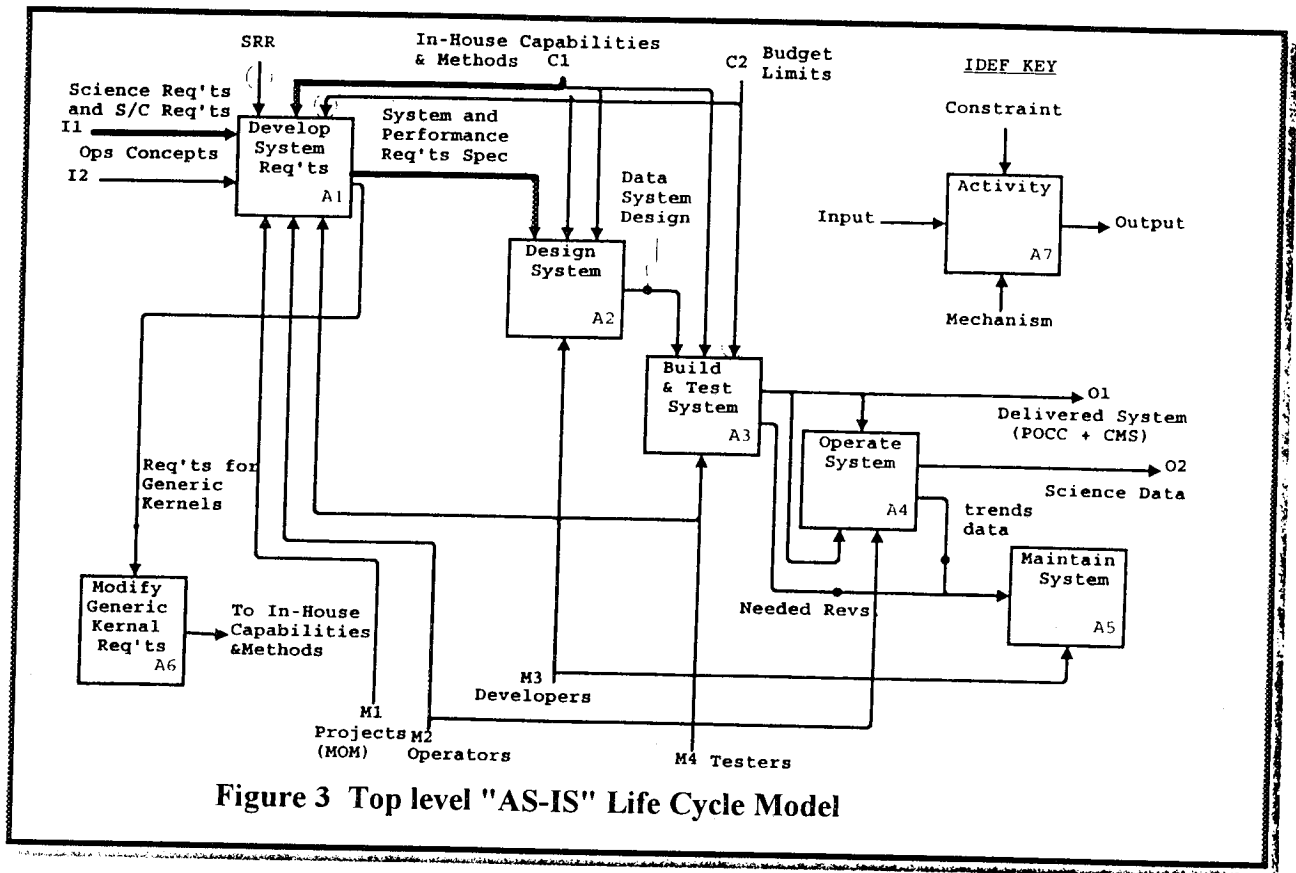 SRR
In-House Capabilities
& Methods C1
C2
Budget
Limits
IDEF KEY
Science Req'ts
and S/C Req'ts
I1
Ops Concepts
I2
Develop
System
Req'ts
A1
System and
Performance
Req'ts Spec
Data
System
Design
Constraint
Activity
A7
Input
Output
Mechanism
Design
System
A2
Build
& Test
System
A3
O1
Delivered System
(POCC + CMS)
Operate
System
A4
O2
Science Data
trends
data
Req'ts for
Generic
Kernels
Modify
Generic
Kernal
Req'ts
A6
To In-House
Capabilities
&Methods
Needed Revs
Maintain
System
A5
M3
Developers
M1
Projects
(MOM)
M2
Operators
M4 Testers
Figure 3 Top level "AS-IS" Life Cycle Model